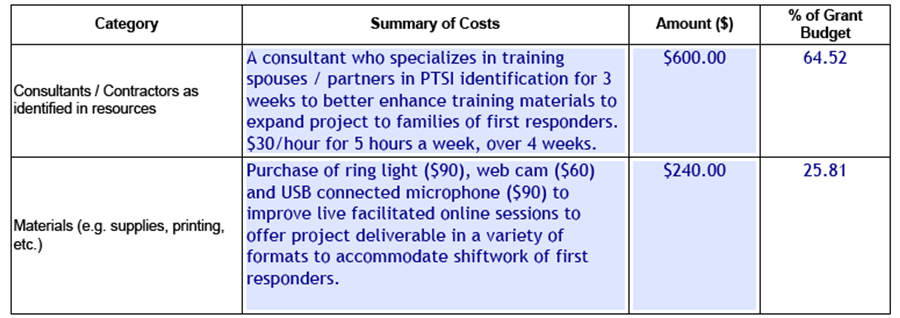 Category
Summary of Costs
Amount ($)
% of Grant
Budget
Consultants / Contractors as
identified in resources
A consultant who specializes in training
spouses / partners in PTSI identification for 3
weeks to better enhance training materials to
expand project to families of first responders.
$30/hour for 5 hours a week, over 4 weeks.
$600.00
64.52
Materials (e.g. supplies, printing,
etc.)
Purchase of ring light ($90), web cam ($60)
and USB connected microphone ($90) to
improve live facilitated online sessions to
offer project deliverable in a variety of
formats to accommodate shiftwork of first
responders.
$240.00
25.81